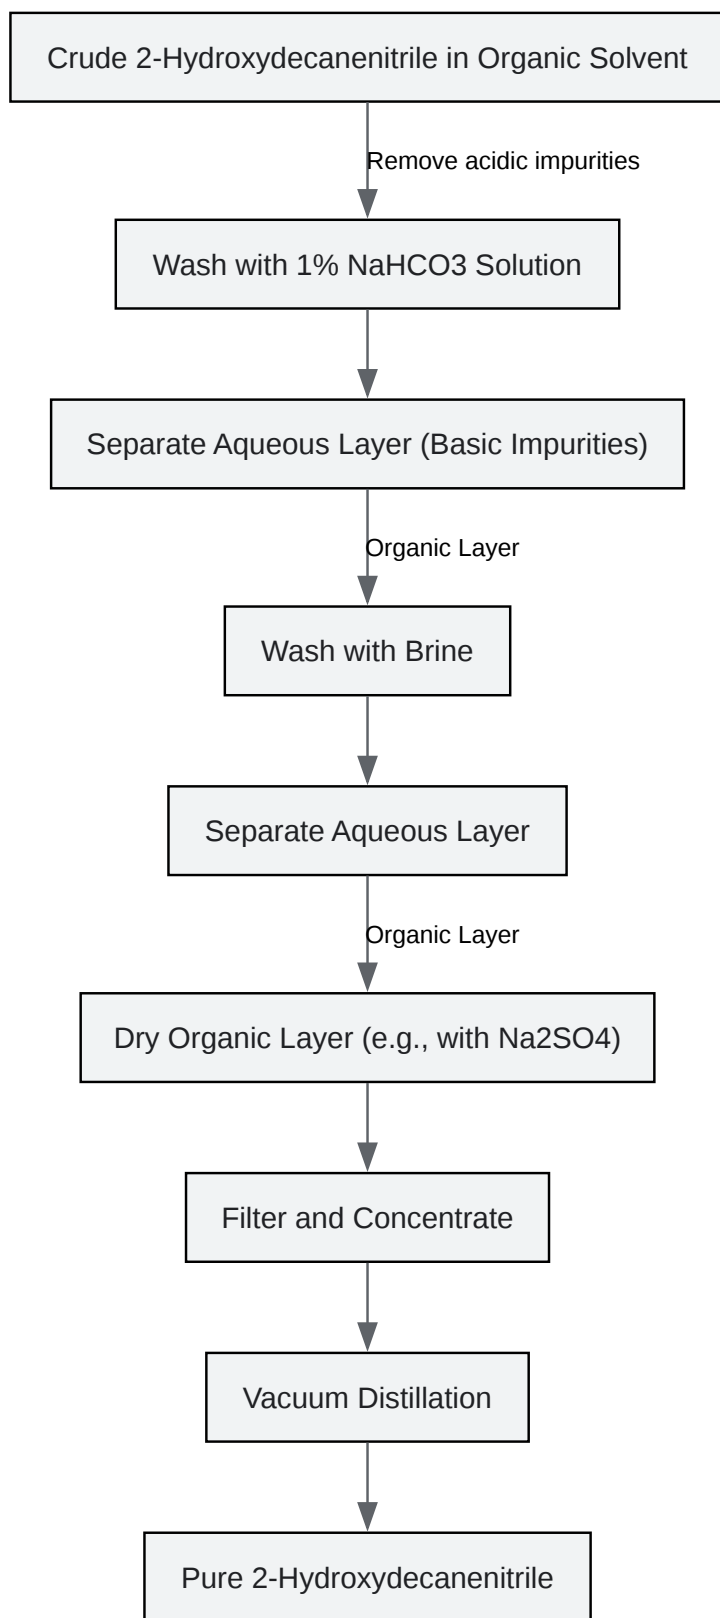 Crude 2-Hydroxydecanenitrile in Organic Solvent
Remove acidic impurities
Wash with 1% NaHCO3 Solution
Separate Aqueous Layer (Basic Impurities)
Organic Layer
Wash with Brine
Separate Aqueous Layer
Organic Layer
Dry Organic Layer (e.g., with Na2SO4)
Filter and Concentrate
Vacuum Distillation
Pure 2-Hydroxydecanenitrile